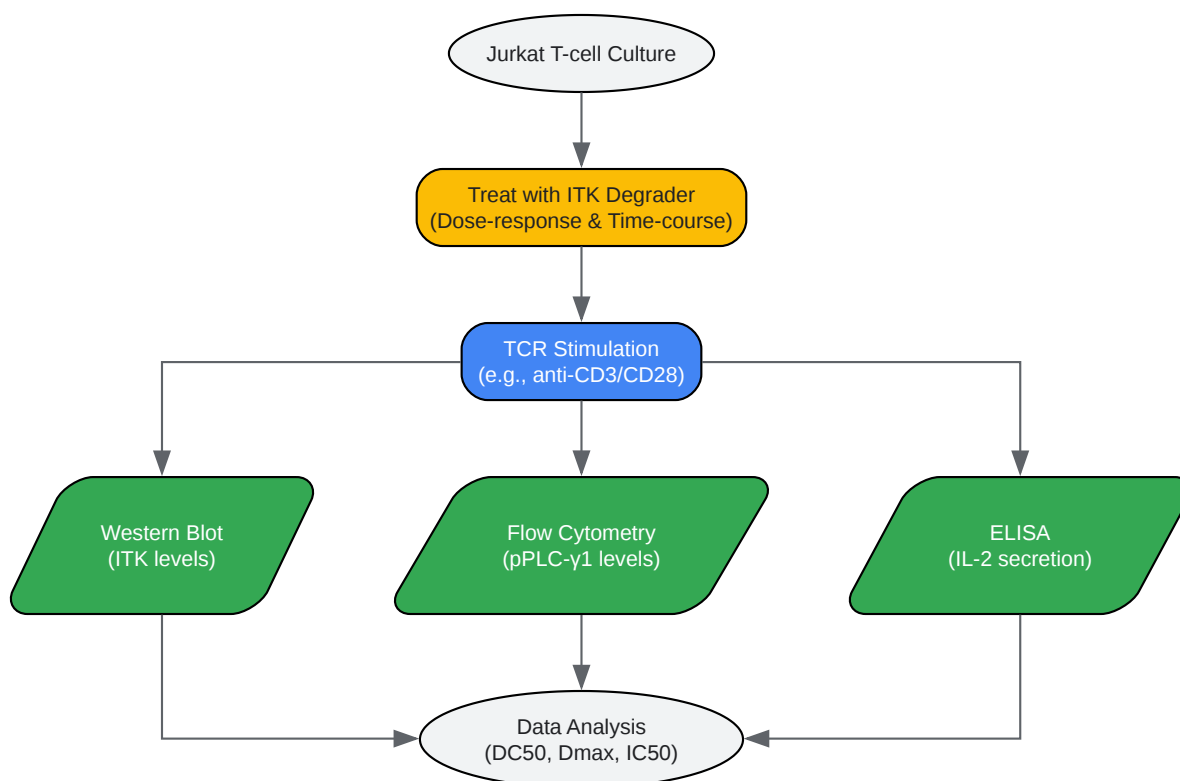 Jurkat T-cell Culture
Treat with ITK Degrader
(Dose-response & Time-course)
TCR Stimulation
(e.g., anti-CD3/CD28)
Western Blot
(ITK levels)
Flow Cytometry
(pPLC-γ1 levels)
ELISA
(IL-2 secretion)
Data Analysis
(DC50, Dmax, IC50)